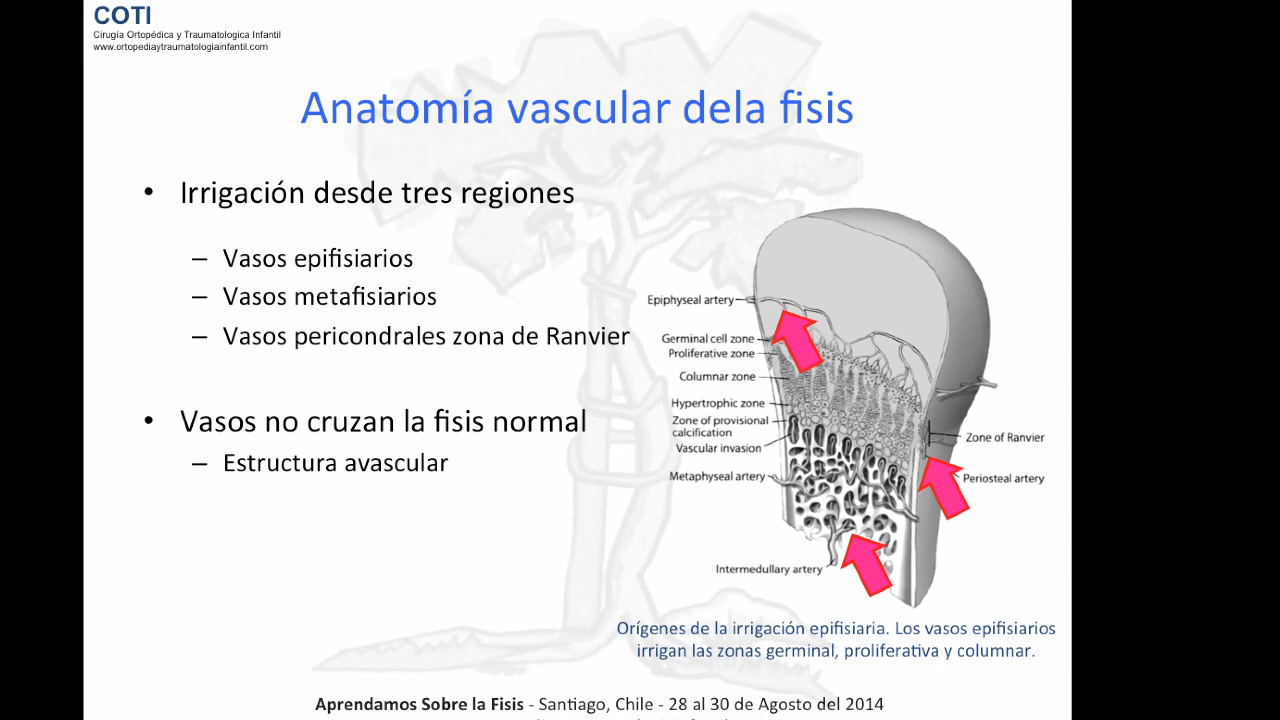 COTI
Cirugía Ortopédica y Traumatologica Infantil
www.ortopediaytraumatologiainfantil.com
Anatomía vascular dela fisis
• Irrigación desde tres regiones
– Vasos epifisiarios
– Vasos metafisiarios
– Vasos pericondrales zona de Ranvier
• Vasos no cruzan la fisis normal
– Estructura avascular
Epiphyseal artery
Germinal cell zone
Proliferative zone
Columnar zone
Hypertrophic zone
Zone of provisional
calcification
Vascular invasion
Metaphyseal artery
Intermedullary artery
Zone of Ranvier
Periosteal artery
Orígenes de la irrigación epifisiaria. Los vasos epifisiarios
irrigan las zonas germinal, proliferativa y columnar.
Aprendamos Sobre la Fisis - Santiago, Chile - 28 al 30 de Agosto del 2014